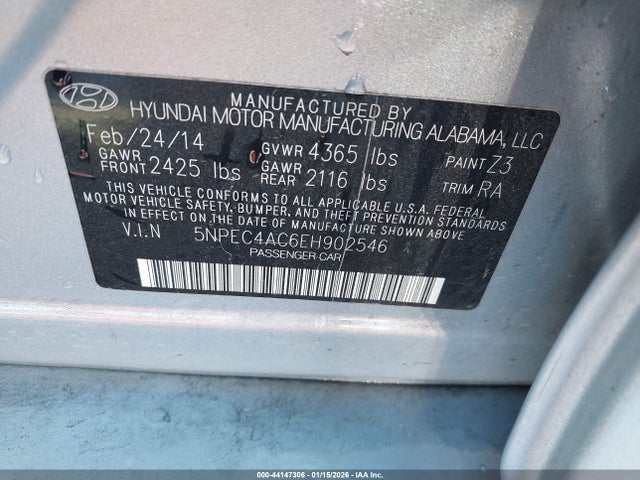 MANUFACTURED BY
HYUNDAI MOTOR MANUFACTURING ALABAMA, LLC
Feb/24/14 GVWR 4365 lbs PAINT Z3
GAWR FRONT 2425 lbs GAWR REAR 2116 lbs TRIM RA
THIS VEHICLE CONFORMS TO ALL APPLICABLE U.S.A. FEDERAL
MOTOR VEHICLE SAFETY, BUMPER, AND THEFT PREVENTION STANDARDS
IN EFFECT ON THE DATE OF MANUFACTURE SHOWN ABOVE.
V.I.N 5NPEC4AC6EH902546
PASSENGER CAR
000-44147306 - 01/15/2026 - IAAI Inc.